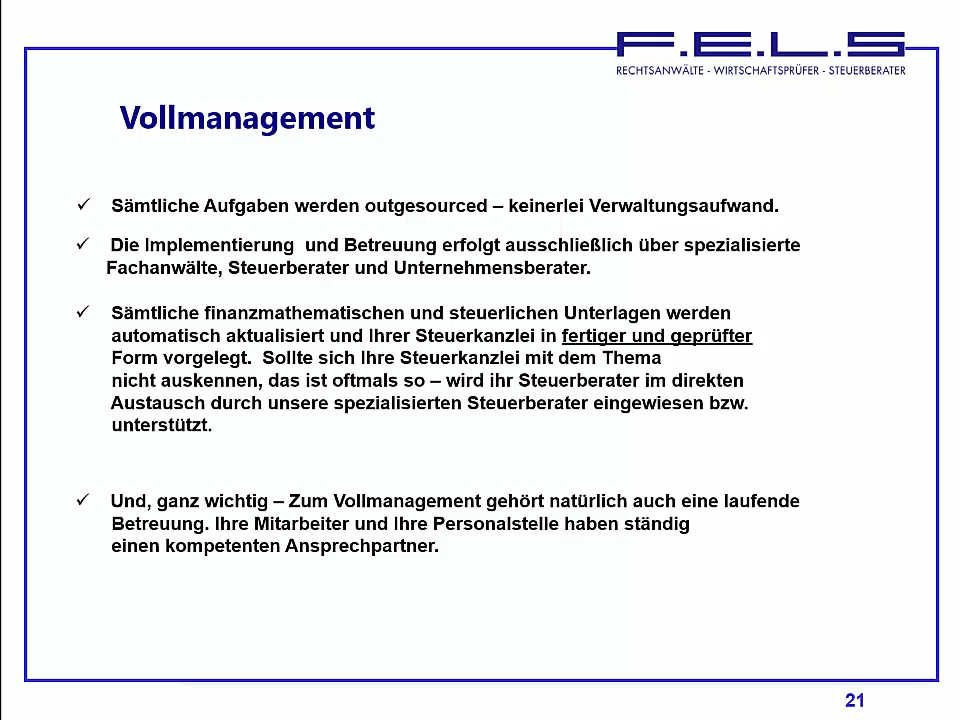 F.E.L.S
RECHTSANWÄLTE - WIRTSCHAFTSPRÜFER - STEUERBERATER
Vollmanagement
✓ Sämtliche Aufgaben werden outgesourced – keinerlei Verwaltungsaufwand.
✓ Die Implementierung  und Betreuung erfolgt ausschließlich über spezialisierte
Fachanwälte, Steuerberater und Unternehmensberater.
✓ Sämtliche finanzmathematischen und steuerlichen Unterlagen werden
automatisch aktualisiert und Ihrer Steuerkanzlei in fertiger und geprüfter
Form vorgelegt.  Sollte sich Ihre Steuerkanzlei mit dem Thema
nicht auskennen, das ist oftmals so – wird ihr Steuerberater im direkten
Austausch durch unsere spezialisierten Steuerberater eingewiesen bzw.
unterstützt.
✓ Und, ganz wichtig – Zum Vollmanagement gehört natürlich auch eine laufende
Betreuung. Ihre Mitarbeiter und Ihre Personalstelle haben ständig
einen kompetenten Ansprechpartner.
21